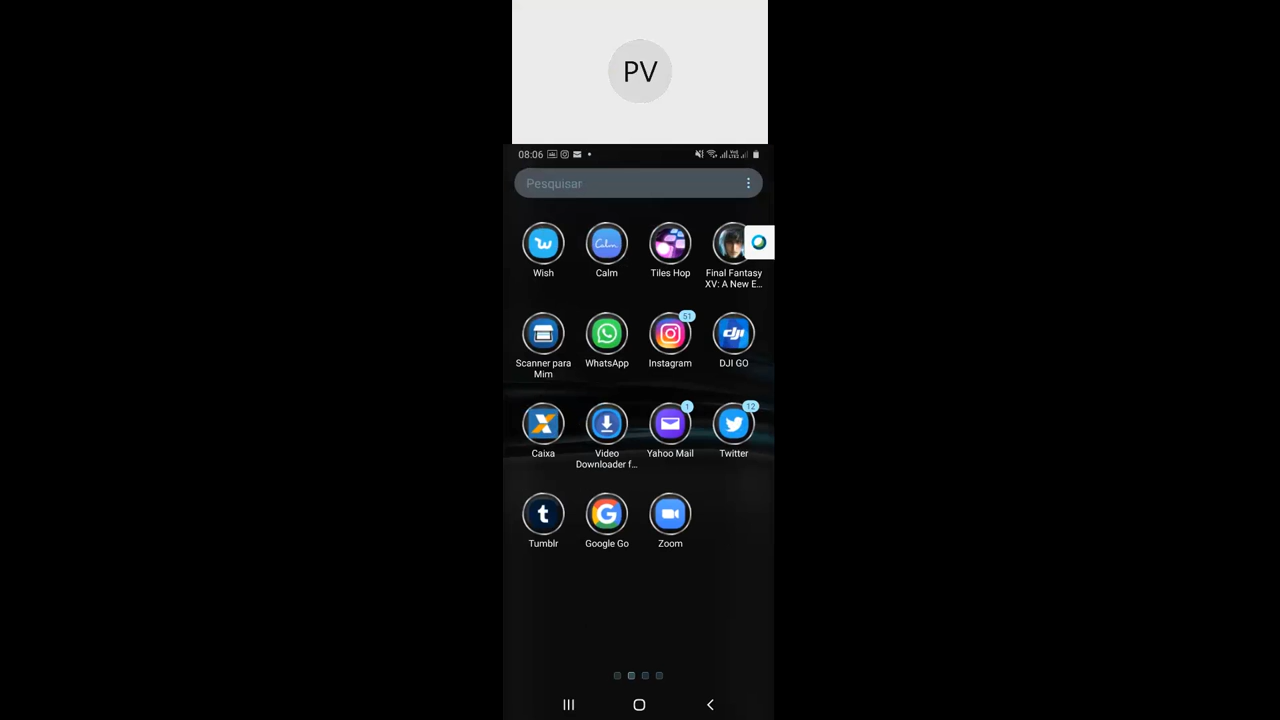 PV
08:06
Pesquisar
Wish
Calm
Tiles Hop
Final Fantasy
XV: A New E...
51
Scanner para
Mim
WhatsApp
Instagram
DJI GO
1
12
Caixa
Video
Downloader f...
Yahoo Mail
Twitter
Tumblr
Google Go
Zoom